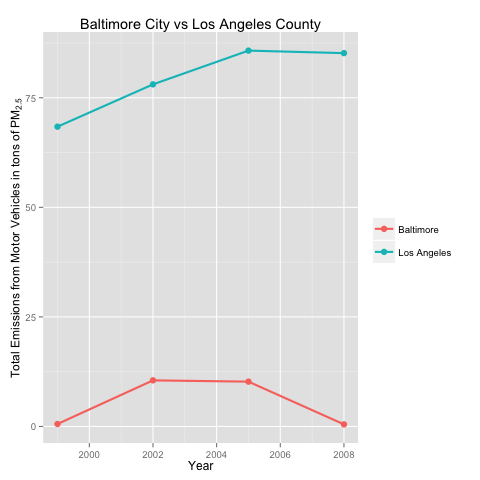 Baltimore City vs Los Angeles County
Total Emissions from Motor Vehicles in tons of PM2.5
75
50
25
0
2000 2002 2004 2006 2008
Year
Baltimore
Los Angeles